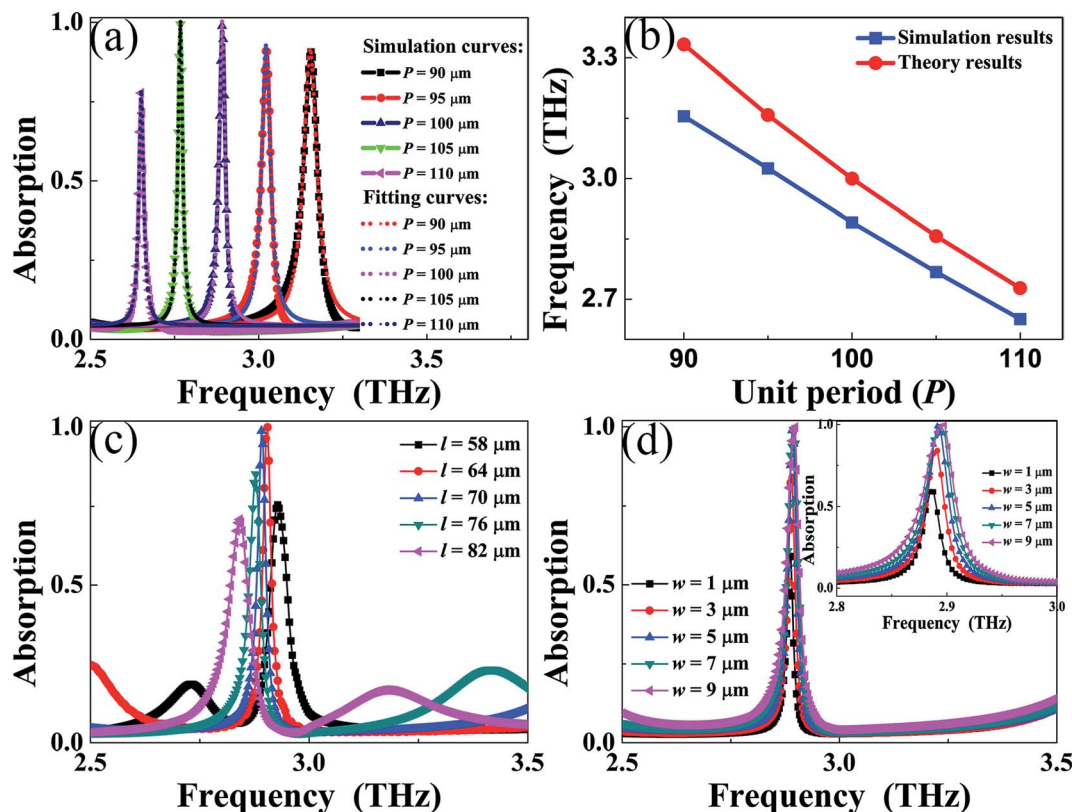 (a)
1.0
0.5
0.0
Absorption
Simulation curves:
P = 90 μm
P = 95 μm
P = 100 μm
P = 105 μm
P = 110 μm
Fitting curves:
P = 90 μm
P = 95 μm
P = 100 μm
P = 105 μm
P = 110 μm
2.5 3.0 3.5
Frequency (THz)
(b)
Simulation results
Theory results
3.3
3.0
2.7
Frequency (THz)
90 100 110
Unit period (P)
(c)
1.0
0.5
0.0
Absorption
l = 58 μm
l = 64 μm
l = 70 μm
l = 76 μm
l = 82 μm
2.5 3.0 3.5
Frequency (THz)
(d)
1.0
0.5
0.0
Absorption
w = 1 μm
w = 3 μm
w = 5 μm
w = 7 μm
w = 9 μm
2.5 3.0 3.5
Frequency (THz)
1.0
0.5
0.0
Absorption
w = 1 μm
w = 3 μm
w = 5 μm
w = 7 μm
w = 9 μm
2.8 2.9 3.0
Frequency (THz)